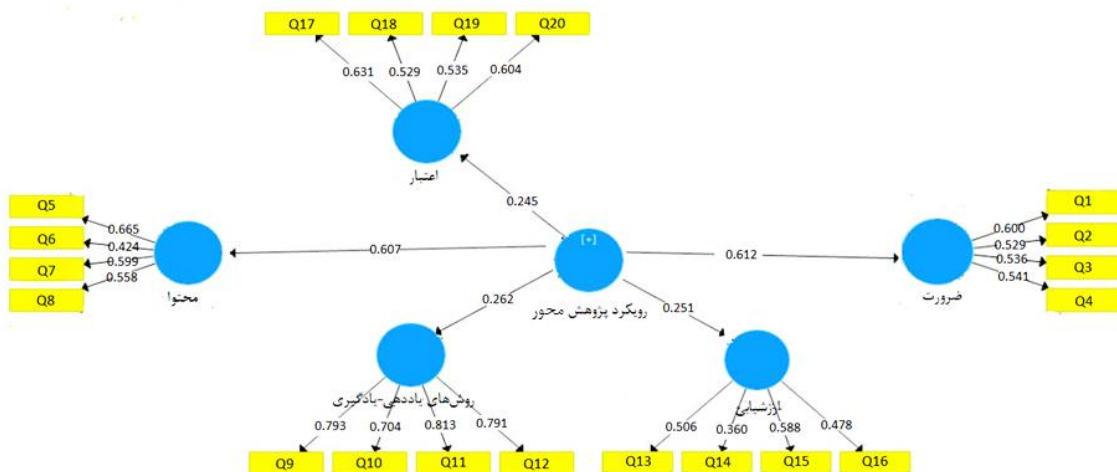 Q17 Q18 Q19 Q20
0.631 0.529 0.535 0.604
اعتبار
0.245
Q5
Q6
Q7
Q8
0.665
0.424
0.599
0.558
محتوا
0.607
[+]
رویکرد پژوهش محور
0.612
Q1
Q2
Q3
Q4
0.600
0.529
0.536
0.541
ضرورت
0.262
0.251
روش‌های یاددهی-یادگیری
0.793 0.704 0.813 0.791
Q9 Q10 Q11 Q12
ارزشیابی
0.506 0.360 0.588 0.478
Q13 Q14 Q15 Q16